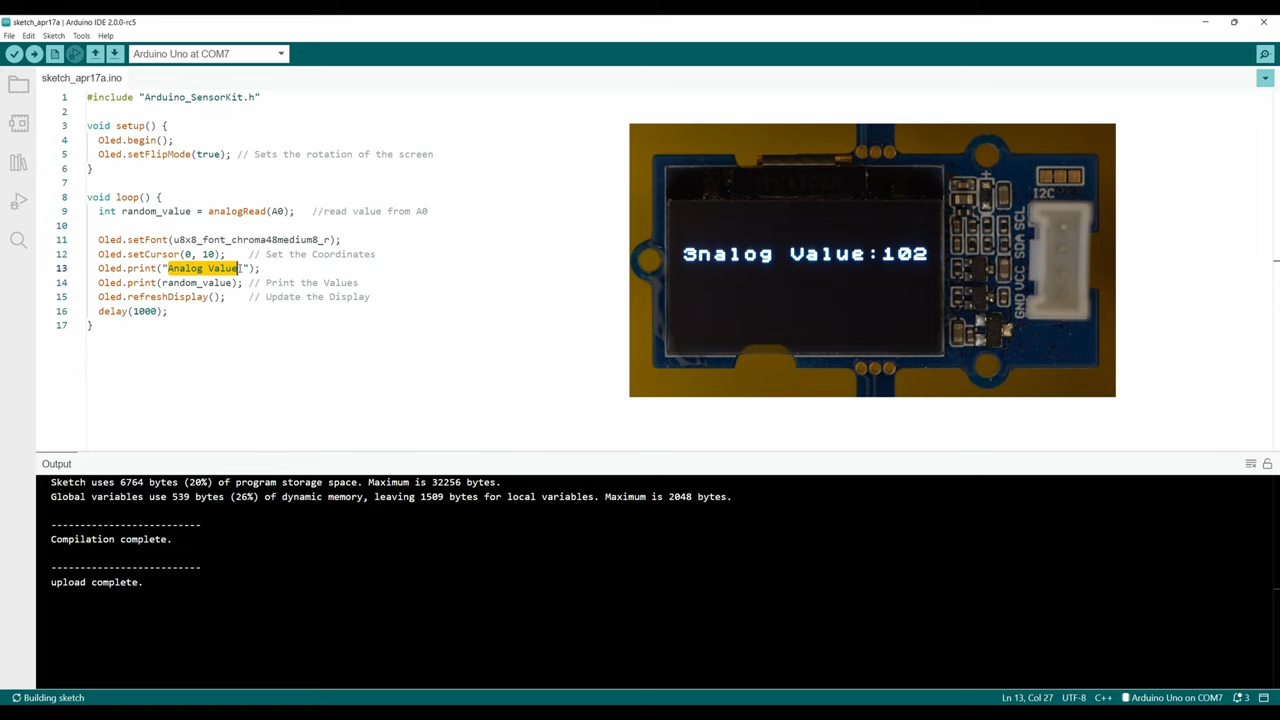 sketch_apr17a | Arduino IDE 2.0.0-rc5
File Edit Sketch Tools Help
Arduino Uno at COM7
sketch_apr17a.ino
1 #include "Arduino_SensorKit.h"
2
3 void setup() {
4 Oled.begin();
5 Oled.setFlipMode(true); // Sets the rotation of the screen
6 }
7
8 void loop() {
9 int random_value = analogRead(A0); //read value from A0
10
11 Oled.setFont(u8x8_font_chroma48medium8_r);
12 Oled.setCursor(0, 10); // Set the Coordinates
13 Oled.print("Analog Value:");
14 Oled.print(random_value); // Print the Values
15 Oled.refreshDisplay(); // Update the Display
16 delay(1000);
17 }
3nalog Value:102
I2C
GND VCC SDA SCL
Output
Sketch uses 6764 bytes (20%) of program storage space. Maximum is 32256 bytes.
Global variables use 539 bytes (26%) of dynamic memory, leaving 1509 bytes for local variables. Maximum is 2048 bytes.
--------------------------
Compilation complete.
--------------------------
upload complete.
Building sketch
Ln 13, Col 27 UTF-8 C++ Arduino Uno on COM7 3